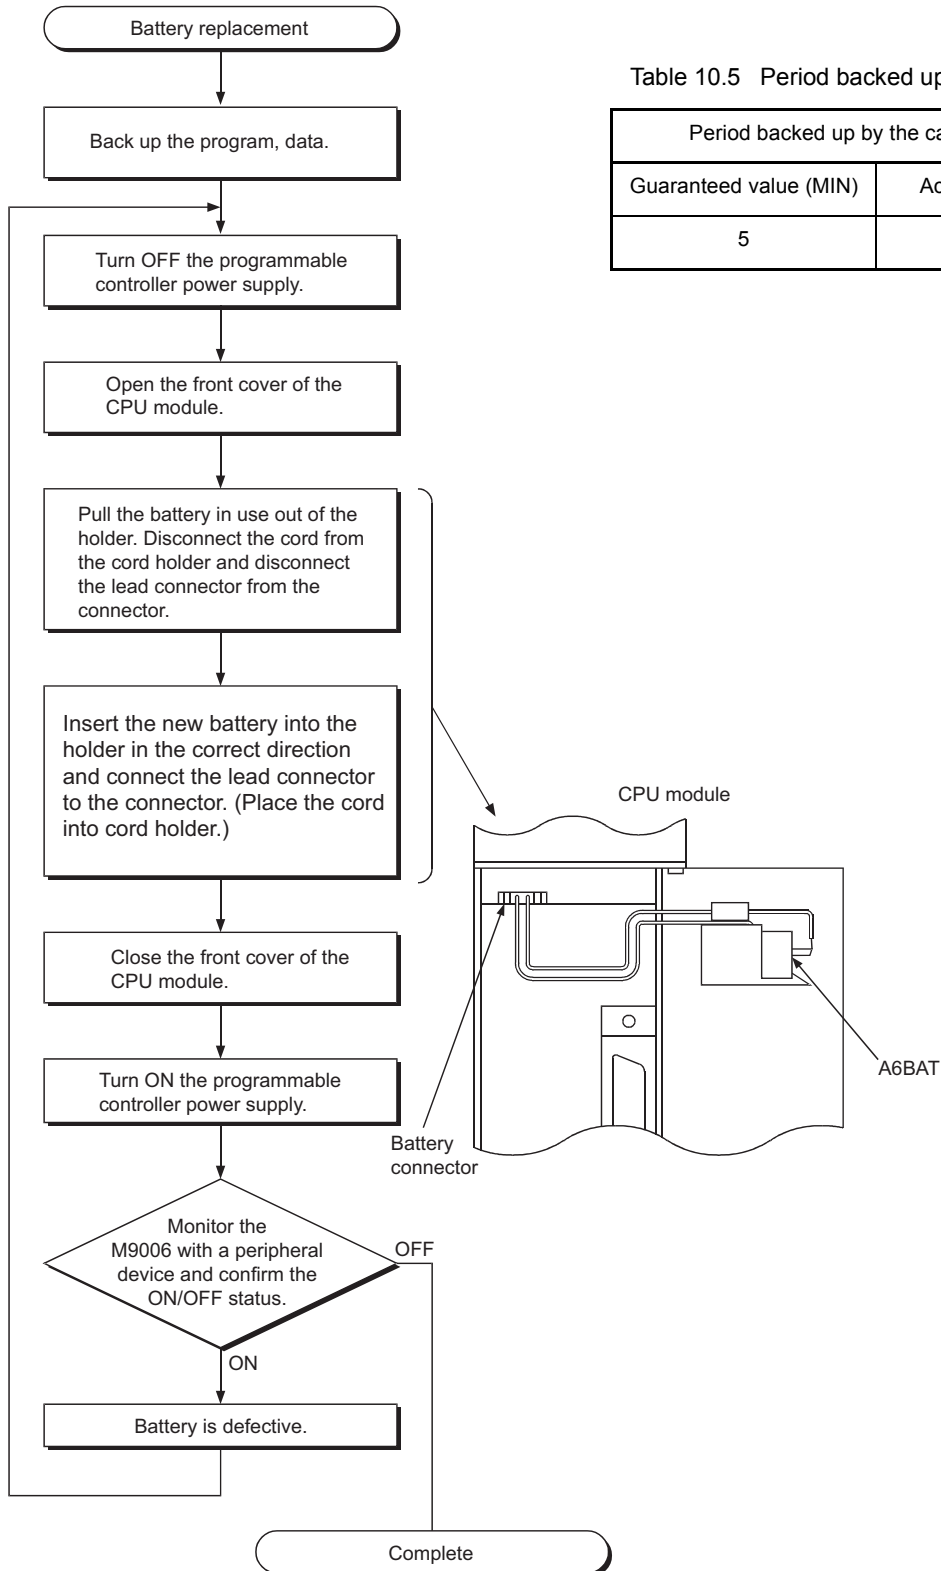 Battery replacement
Back up the program, data.
Turn OFF the programmable
controller power supply.
Open the front cover of the
CPU module.
Pull the battery in use out of the
holder. Disconnect the cord from
the cord holder and disconnect
the lead connector from the
connector.
Insert the new battery into the
holder in the correct direction
and connect the lead connector
to the connector. (Place the cord
into cord holder.)
Close the front cover of the
CPU module.
Turn ON the programmable
controller power supply.
Monitor the
M9006 with a peripheral
device and confirm the
ON/OFF status.
OFF
ON
Battery is defective.
Complete
Table 10.5 Period backed up
Period backed up by the
Guaranteed value (MIN)
5
CPU module
A6BAT
Battery
connector